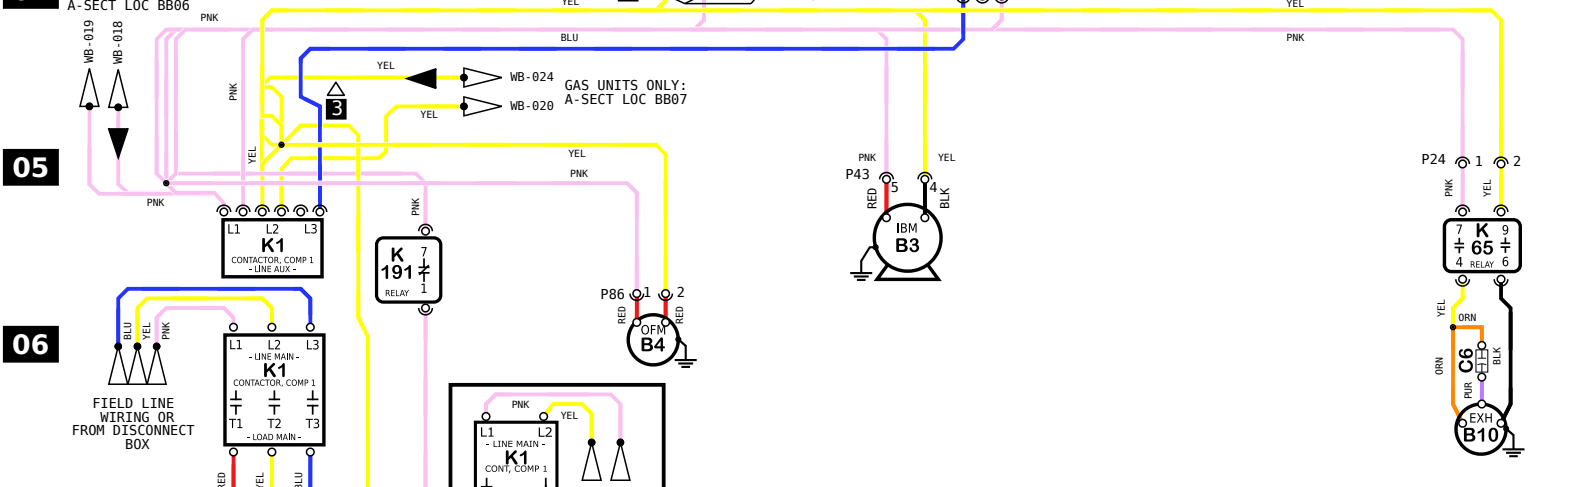 A-SECT LOC BB06
PNK
YEL
YEL
BLU
PNK
WB-019
WB-018
PNK
YEL
WB-024
GAS UNITS ONLY:
A-SECT LOC BB07
3
YEL
WB-020
05
YEL
YEL
PNK
PNK
PNK
PNK
YEL
P43
5
4
RED
BLK
IBM
B3
P24
1
2
PNK
YEL
L1
L2
L3
K1
CONTACTOR, COMP 1
- LINE AUX -
K
191
7
1
RELAY
7
K
9
65
4
RELAY
6
P86
1
2
RED
RED
OFM
B4
06
BLU
YEL
PNK
FIELD LINE
WIRING OR
FROM DISCONNECT
BOX
L1
L2
L3
- LINE MAIN -
K1
CONTACTOR, COMP 1
T1
T2
T3
- LOAD MAIN -
RED
YEL
BLU
PNK
YEL
L1
L2
- LINE MAIN -
K1
CONT, COMP 1
YEL
ORN
ORN
C6
BLK
PUR
EXH
B10